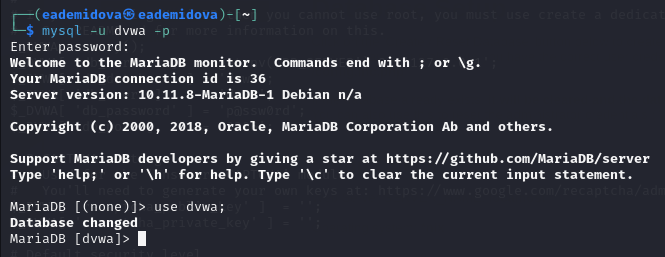 ┌──(eademidova㉿eademidova)-[~]
└─$ mysql -u dvwa -p
Enter password:
Welcome to the MariaDB monitor.  Commands end with ; or \g.
Your MariaDB connection id is 36
Server version: 10.11.8-MariaDB-1 Debian n/a

Copyright (c) 2000, 2018, Oracle, MariaDB Corporation Ab and others.

Support MariaDB developers by giving a star at https://github.com/MariaDB/server
Type 'help;' or '\h' for help. Type '\c' to clear the current input statement.

MariaDB [(none)]> use dvwa;
Database changed
MariaDB [dvwa]>